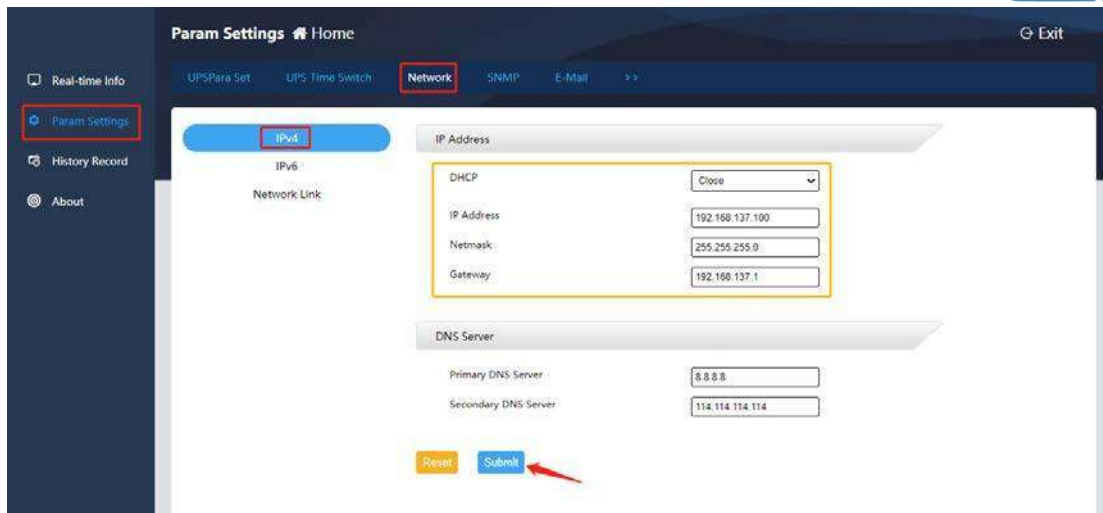 Param Settings Home
Exit
Real-time Info
Param Settings
History Record
About
UPSPara Set UPS Time Switch Network SNMP E-Mail >>
IPv4
IPv6
Network Link
IP Address
DHCP Close
IP Address 192.168.137.100
Netmask 255.255.255.0
Gateway 192.168.137.1
DNS Server
Primary DNS Server 8.8.8.8
Secondary DNS Server 114.114.114.114
Reset Submit